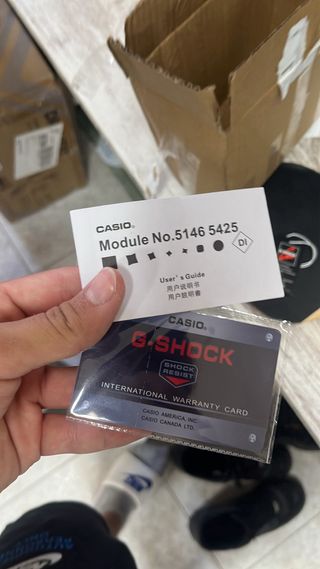 CASIO®
Module No.5146 5425
DI
User's Guide
用户说明书
用戶說明書
CASIO®
G-SHOCK
SHOCK
RESIST
INTERNATIONAL WARRANTY CARD
CASIO AMERICA, INC.
CASIO CANADA LTD.